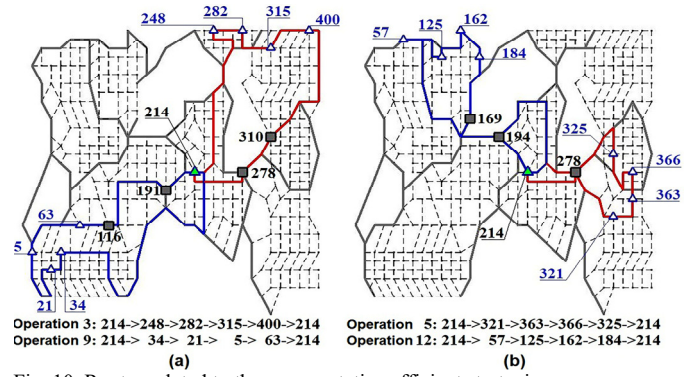 248 282 315 400
214
310
278
191
63
116
5
21 34
Operation 3: 214->248->282->315->400->214
Operation 9: 214-> 34-> 21-> 5-> 63->214
(a)
162
57 125
184
169
194 325
278 366
363
214
321
Operation 5: 214->321->363->366->325->214
Operation 12: 214-> 57->125->162->184->214
(b)